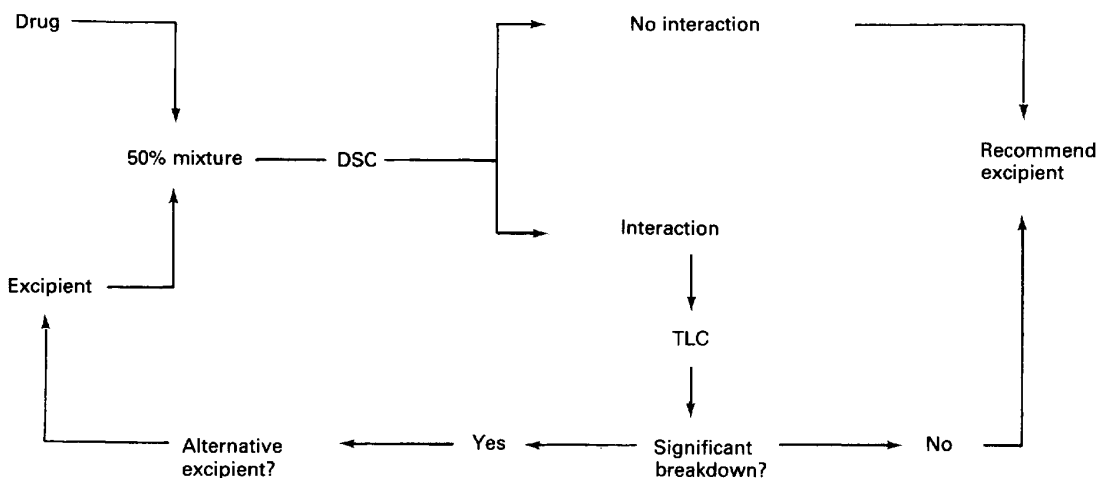 Drug
No interaction
50% mixture
DSC
Recommend
excipient
Interaction
Excipient
TLC
Alternative
excipient?
Yes
Significant
breakdown?
No